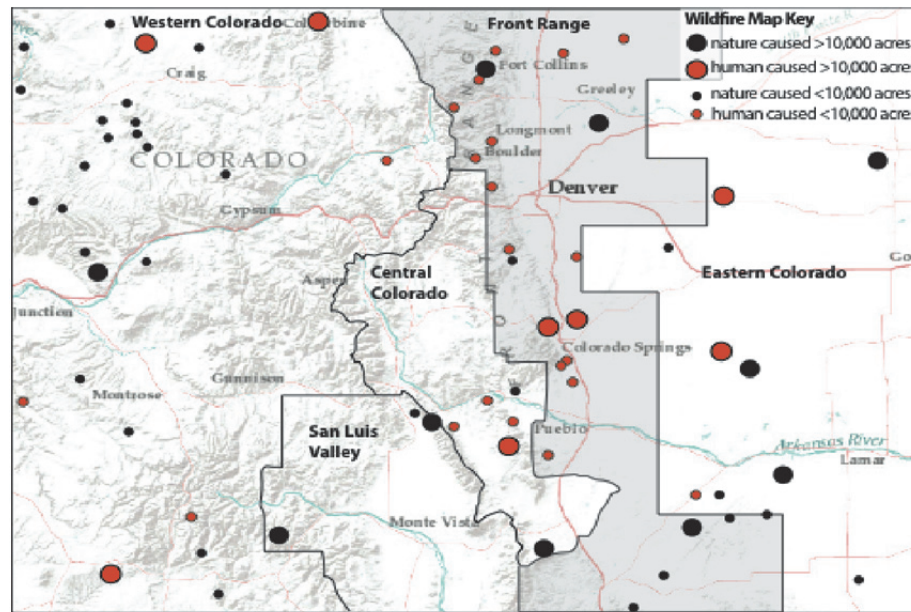 Western Colorado
Front Range
Wildfire Map Key
nature caused >10,000 acres
human caused >10,000 acres
nature caused <10,000 acres
human caused <10,000 acres
Craig
Fort Collins
Greeley
Longmont
Boulder
COLORADO
Denver
Gypsum
Central
Colorado
Eastern Colorado
Junction
Colorado Springs
Gunnison
Montrose
San Luis
Valley
Pueblo
Arkansas River
Lamar
Monte Vista